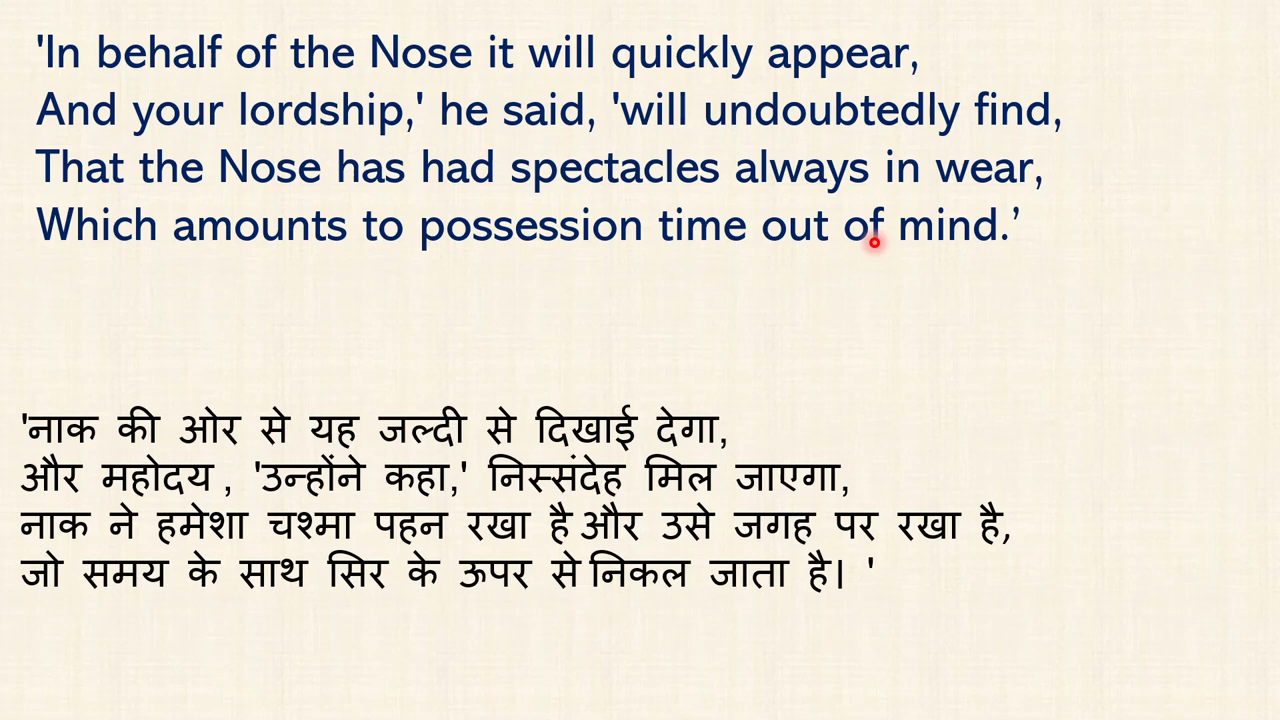 'In behalf of the Nose it will quickly appear,
And your lordship,' he said, 'will undoubtedly find,
That the Nose has had spectacles always in wear,
Which amounts to possession time out of mind.’
'नाक की ओर से यह जल्दी से दिखाई देगा,
और महोदय , 'उन्होंने कहा,' निस्संदेह मिल जाएगा,
नाक ने हमेशा चश्मा पहन रखा है और उसे जगह पर रखा है,
जो समय के साथ सिर के ऊपर से निकल जाता है। '